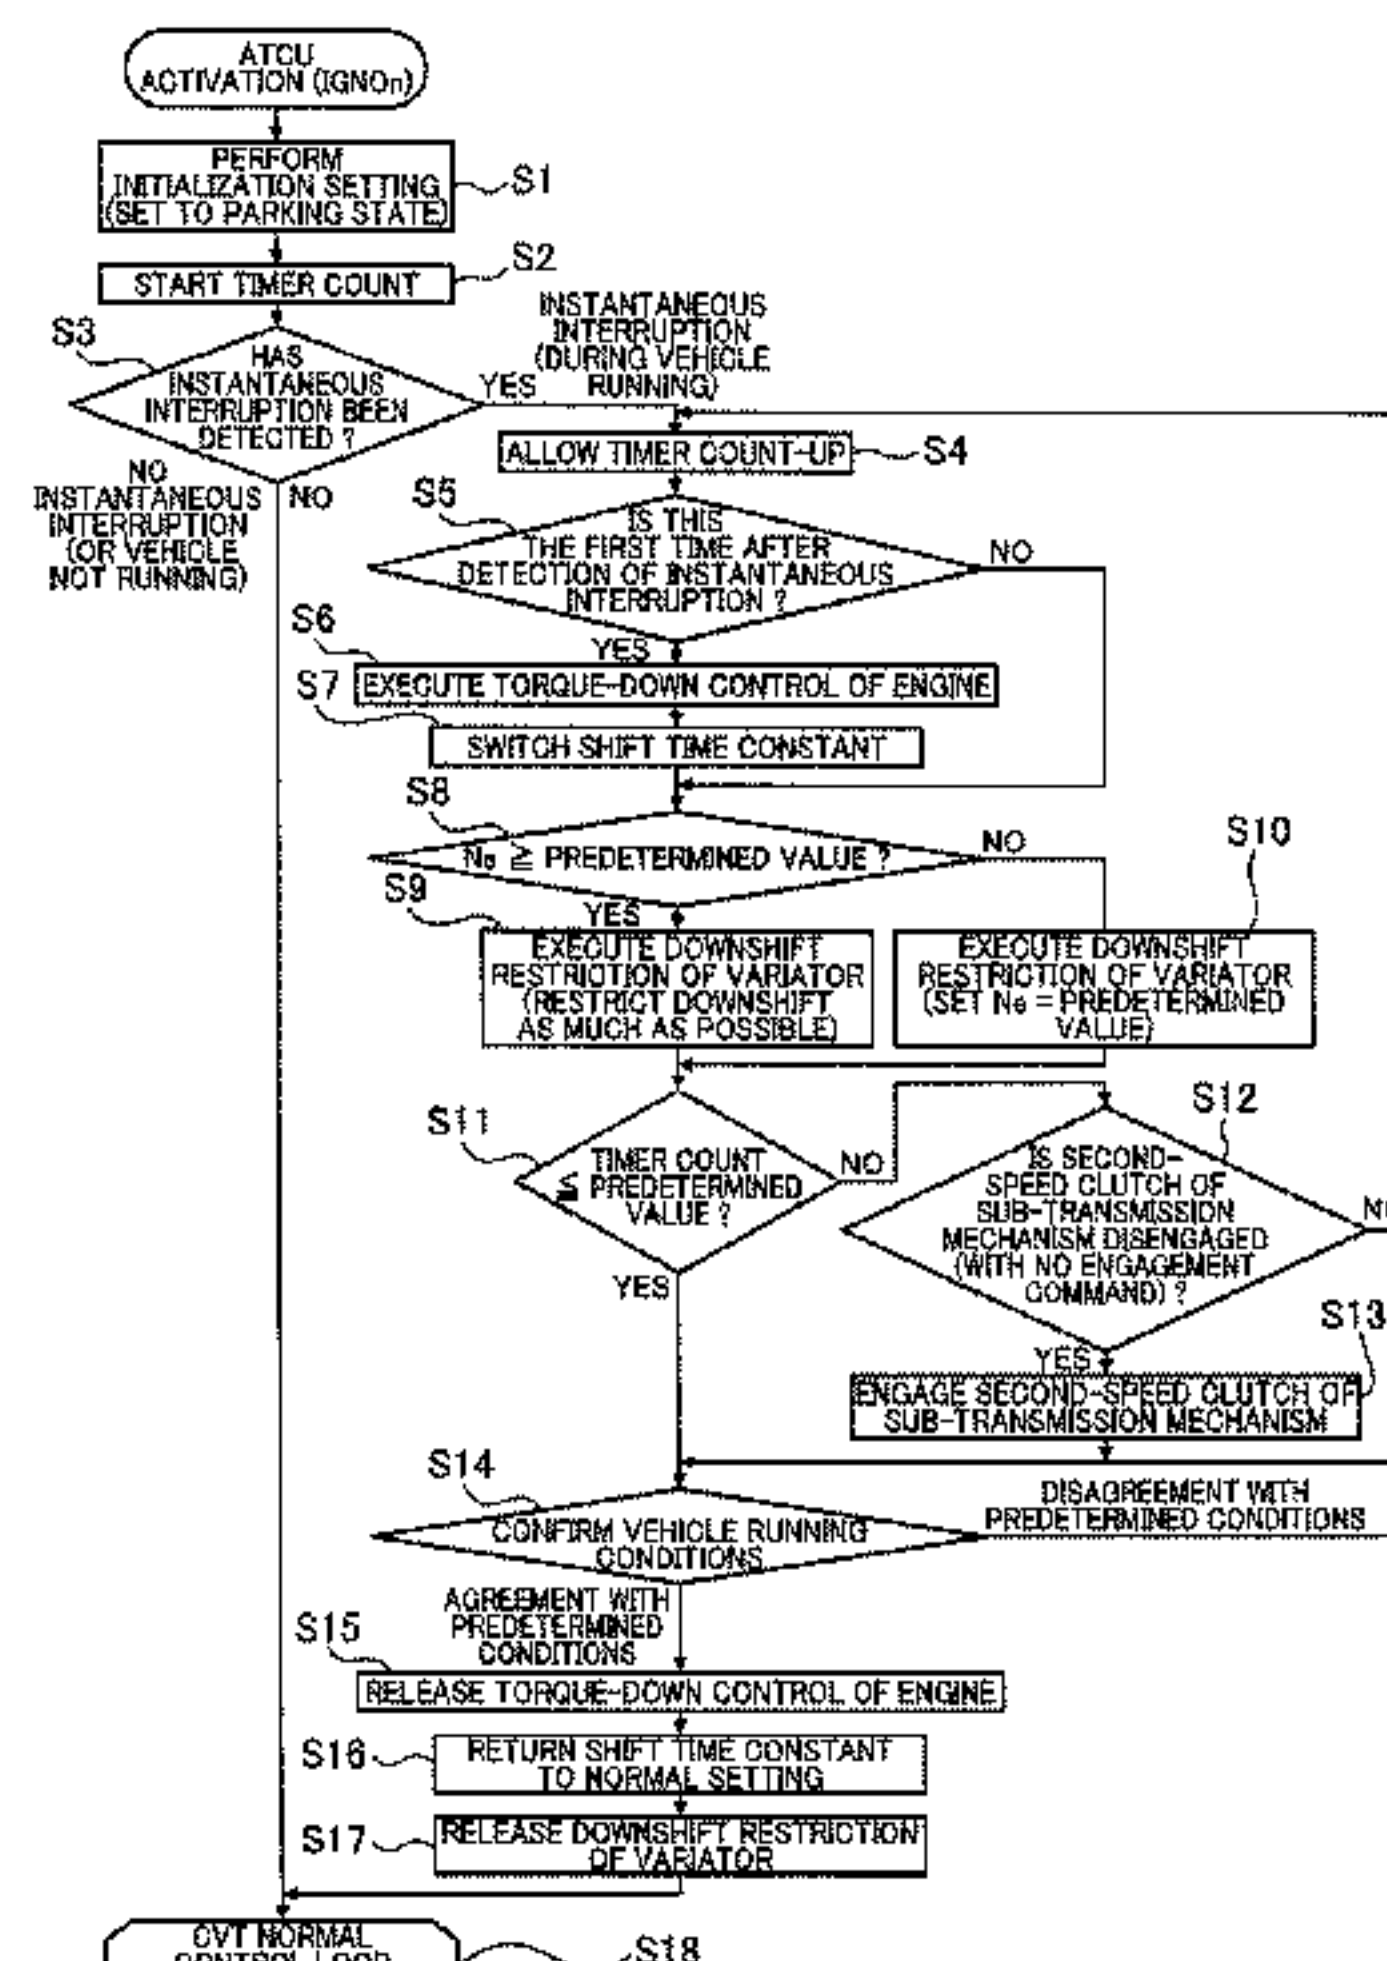 ATCU
ACTIVATION (IGNOn)
PERFORM
INITIALIZATION SETTING
(SET TO PARKING STATE)
S1
START TIMER COUNT
S2
S3
HAS
INSTANTANEOUS
INTERRUPTION BEEN
DETECTED ?
YES
INSTANTANEOUS
INTERRUPTION
(DURING VEHICLE
RUNNING)
NO
INSTANTANEOUS
INTERRUPTION
(OR VEHICLE
NOT RUNNING)
NO
ALLOW TIMER COUNT-UP
S4
S5
IS THIS
THE FIRST TIME AFTER
DETECTION OF INSTANTANEOUS
INTERRUPTION ?
NO
YES
S6
EXECUTE TORQUE-DOWN CONTROL OF ENGINE
S7
SWITCH SHIFT TIME CONSTANT
S8
Ne ≧ PREDETERMINED VALUE ?
NO
YES
S9
EXECUTE DOWNSHIFT
RESTRICTION OF VARIATOR
(RESTRICT DOWNSHIFT
AS MUCH AS POSSIBLE)
S10
EXECUTE DOWNSHIFT
RESTRICTION OF VARIATOR
(SET Ne = PREDETERMINED
VALUE)
S11
TIMER COUNT
≦ PREDETERMINED
VALUE ?
NO
YES
S12
IS SECOND-
SPEED CLUTCH OF
SUB-TRANSMISSION
MECHANISM DISENGAGED
(WITH NO ENGAGEMENT
COMMAND) ?
YES
S13
ENGAGE SECOND-SPEED CLUTCH OF
SUB-TRANSMISSION MECHANISM
S14
CONFIRM VEHICLE RUNNING
CONDITIONS
DISAGREEMENT WITH
PREDETERMINED CONDITIONS
AGREEMENT WITH
PREDETERMINED
CONDITIONS
S15
RELEASE TORQUE-DOWN CONTROL OF ENGINE
S16
RETURN SHIFT TIME CONSTANT
TO NORMAL SETTING
S17
RELEASE DOWNSHIFT RESTRICTION
OF VARIATOR
CVT NORMAL
CONTROL LOOP
S18